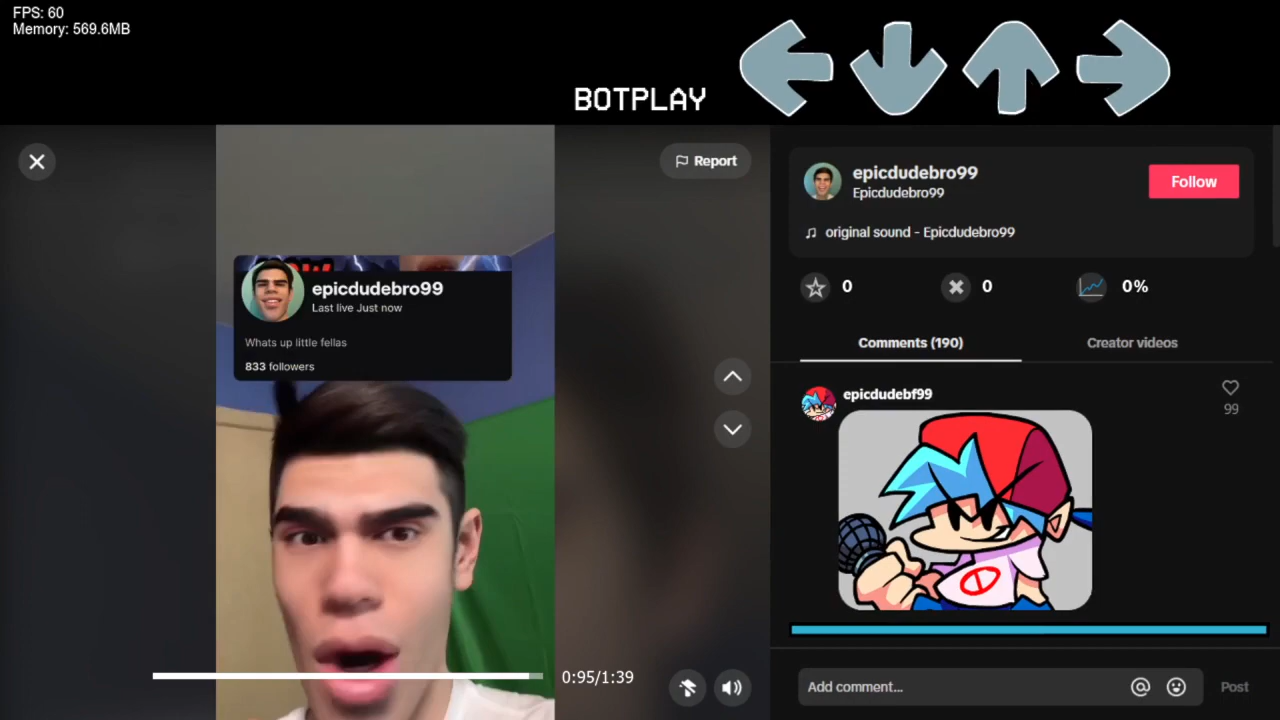 FPS: 60
Memory: 569.6MB
BOTPLAY
Report
epicdudebro99
Last live Just now
Whats up little fellas
833 followers
0:95/1:39
epicdudebro99
Epicdudebro99
Follow
original sound - Epicdudebro99
0
0
0%
Comments (190)
Creator videos
epicdudebf99
99
Add comment...
Post